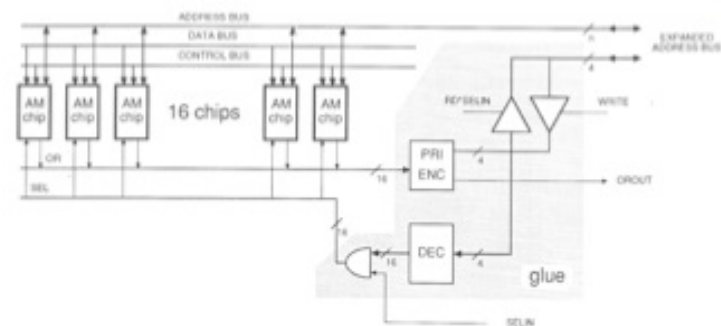 ADDRESS BUS
DATA BUS
CONTROL BUS
n
EXPANDED
ADDRESS BUS
4
AM
chip
AM
chip
AM
chip
16 chips
AM
chip
AM
chip
WRITE
OR
16
PRI
ENC
4
OROUT
SEL
16
16
DEC
4
glue
SELIN